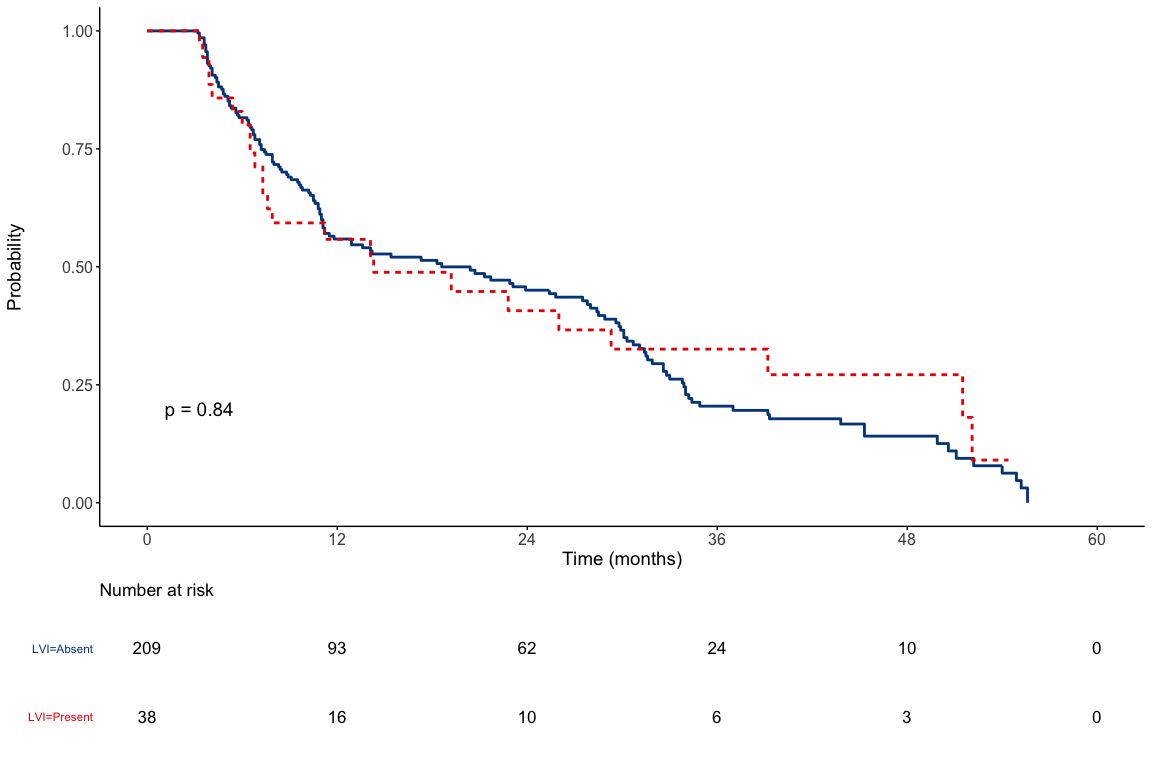 1.00
0.75
0.50
0.25
0.00
Probability
p = 0.84
0 12 24 36 48 60
Time (months)
Number at risk
LVI=Absent 209 93 62 24 10 0
LVI=Present 38 16 10 6 3 0